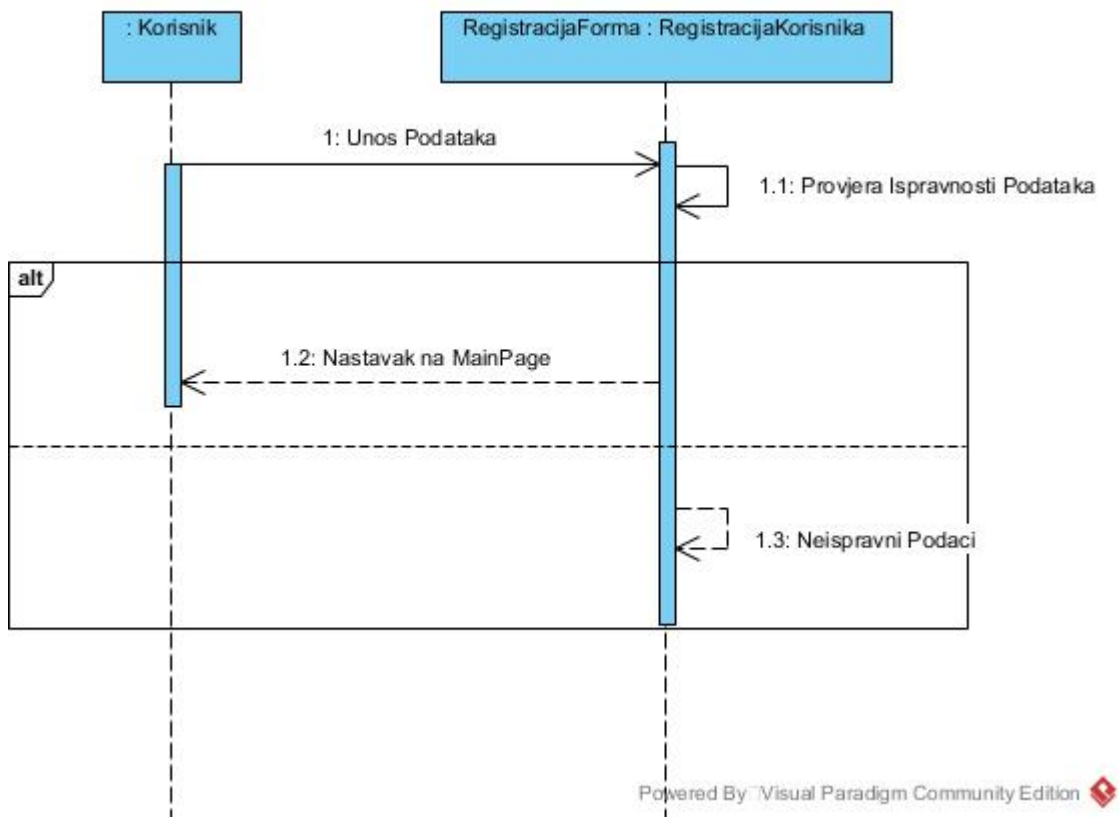 : Korisnik
RegistracijaForma : RegistracijaKorisnika
1: Unos Podataka
1.1: Provjera Ispravnosti Podataka
alt
1.2: Nastavak na MainPage
1.3: Neispravni Podaci
Powered By Visual Paradigm Community Edition